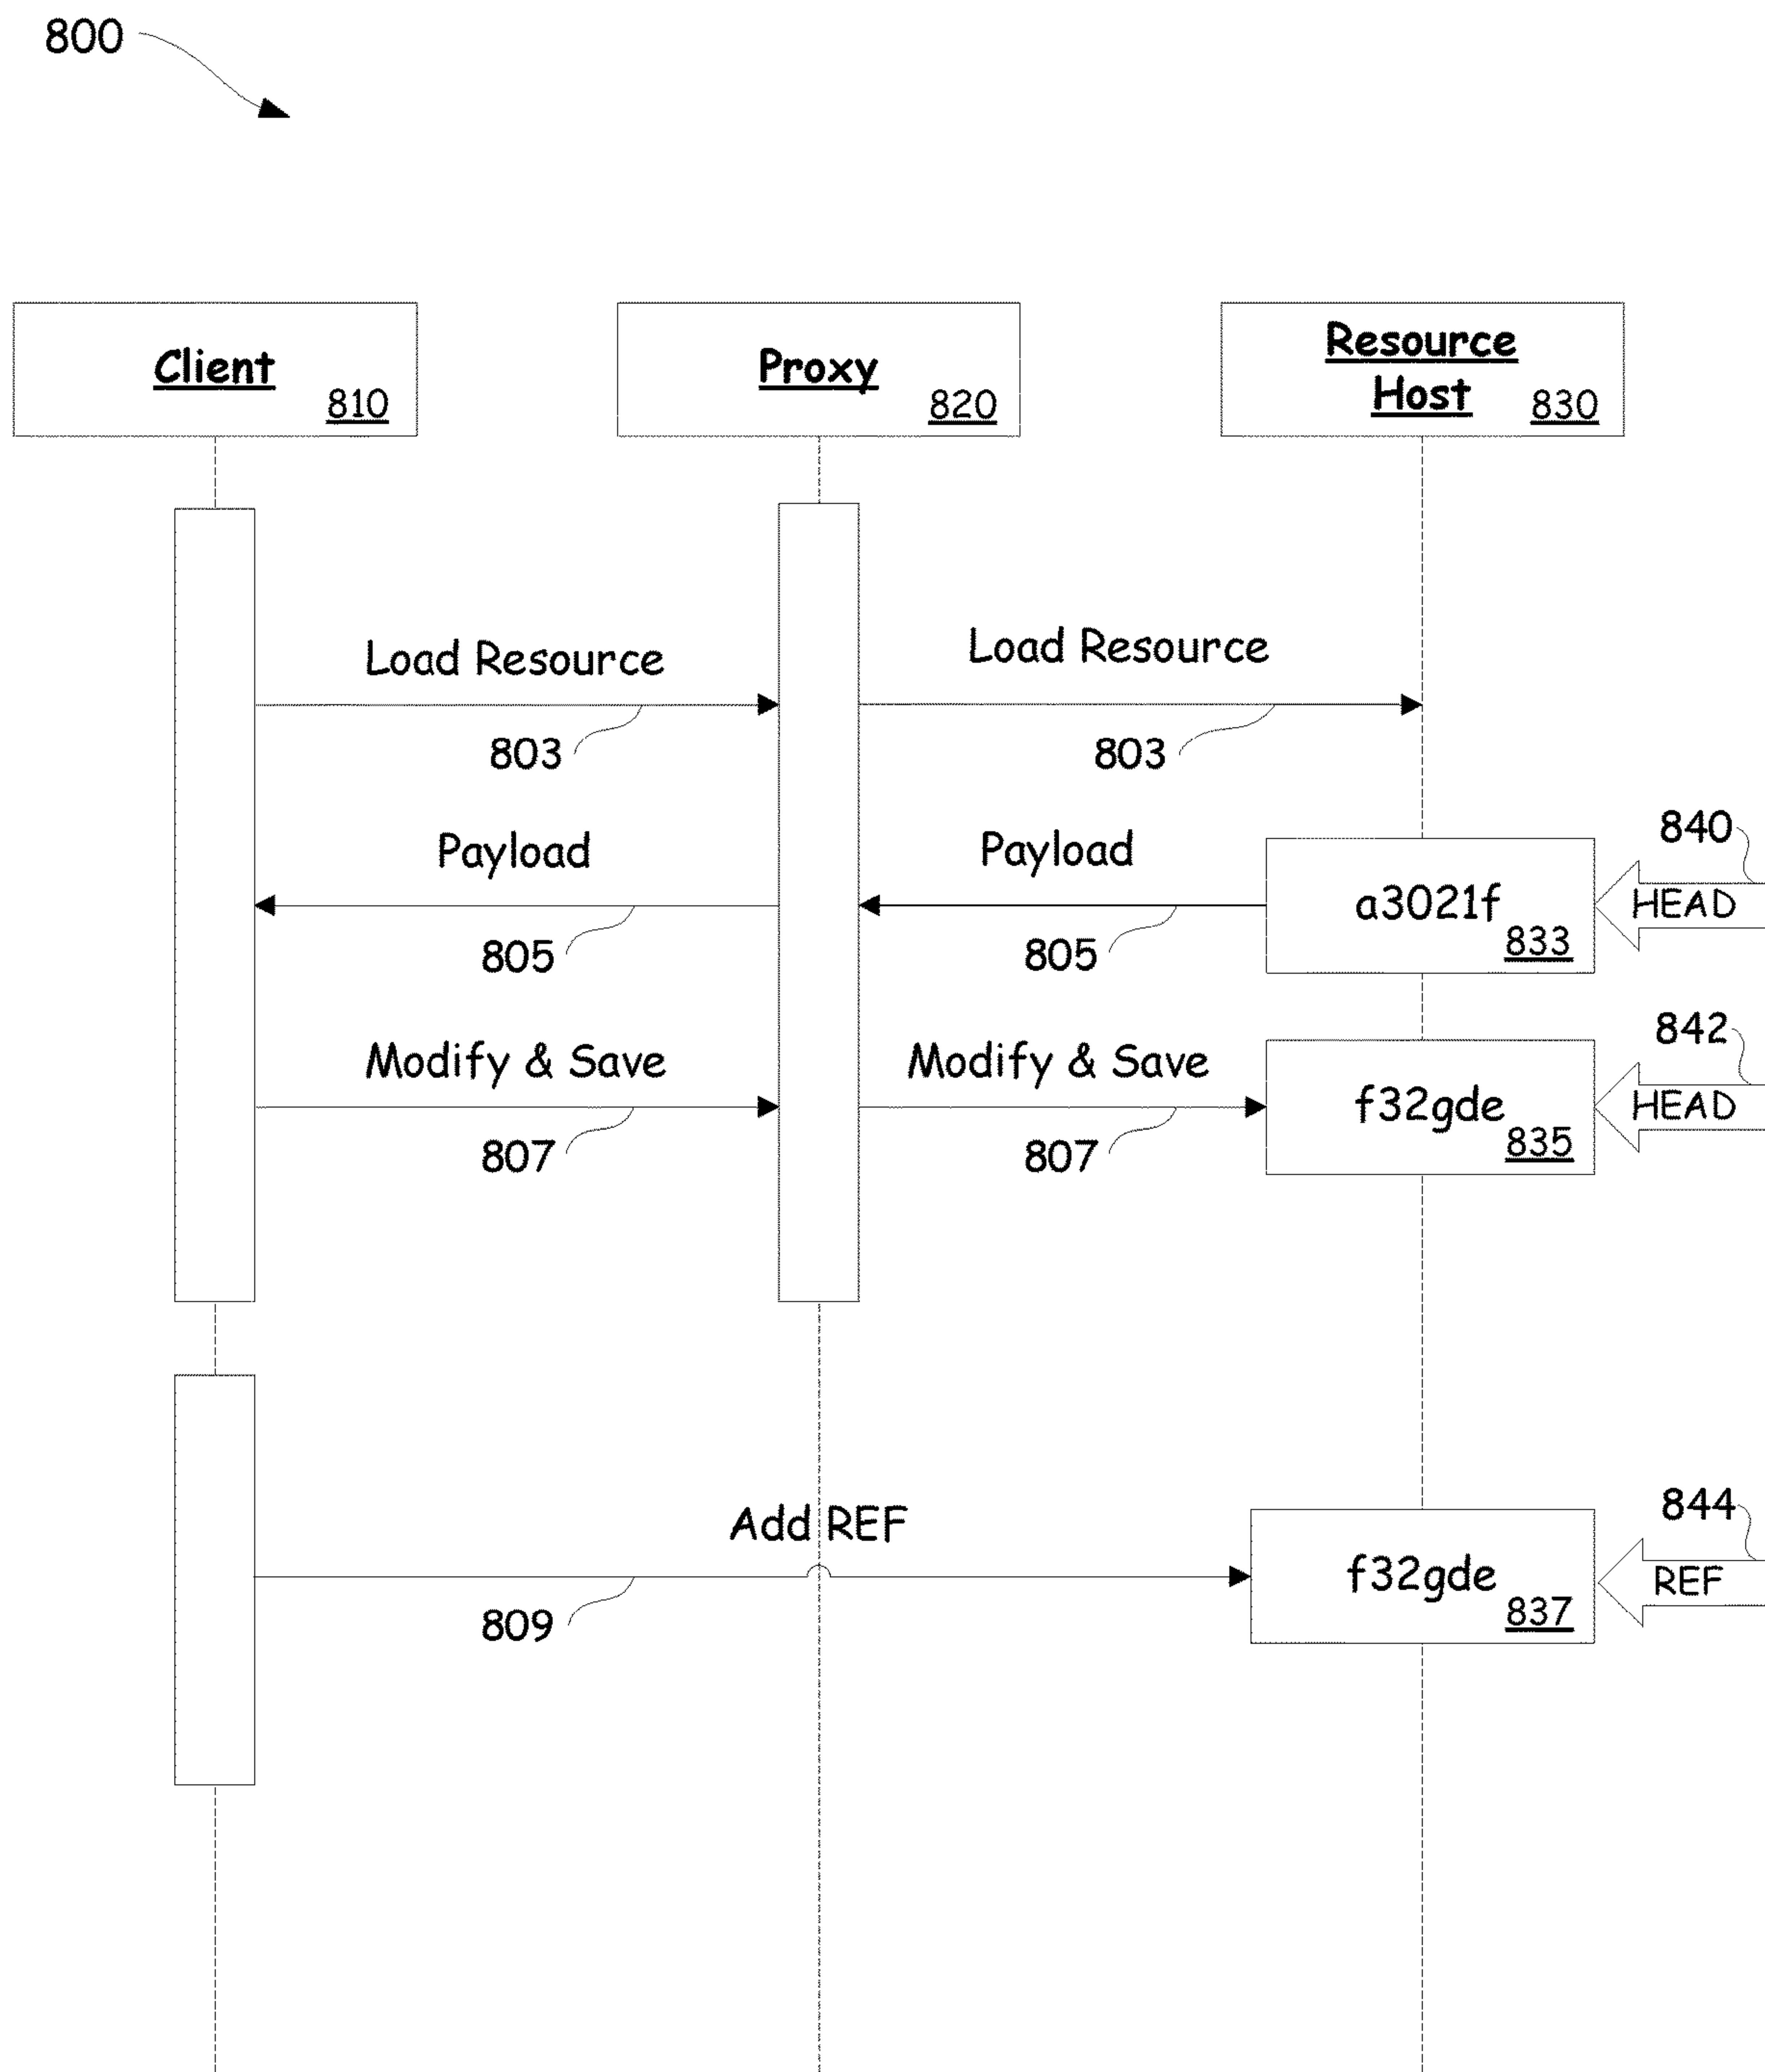 800
Client
810
Proxy
820
Resource
Host
830
Load Resource
803
Load Resource
803
Payload
805
Payload
805
a3021f
833
840
HEAD
Modify & Save
807
Modify & Save
807
f32gde
835
842
HEAD
Add REF
809
f32gde
837
844
REF